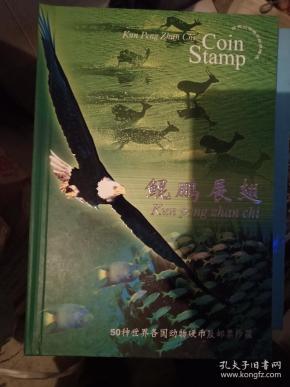 Kun Peng Zhan Chi
Coin
Stamp
鲲鹏展翅
Kun peng zhan chi
50种世界各国动物硬币及邮票珍藏
孔夫子旧书网